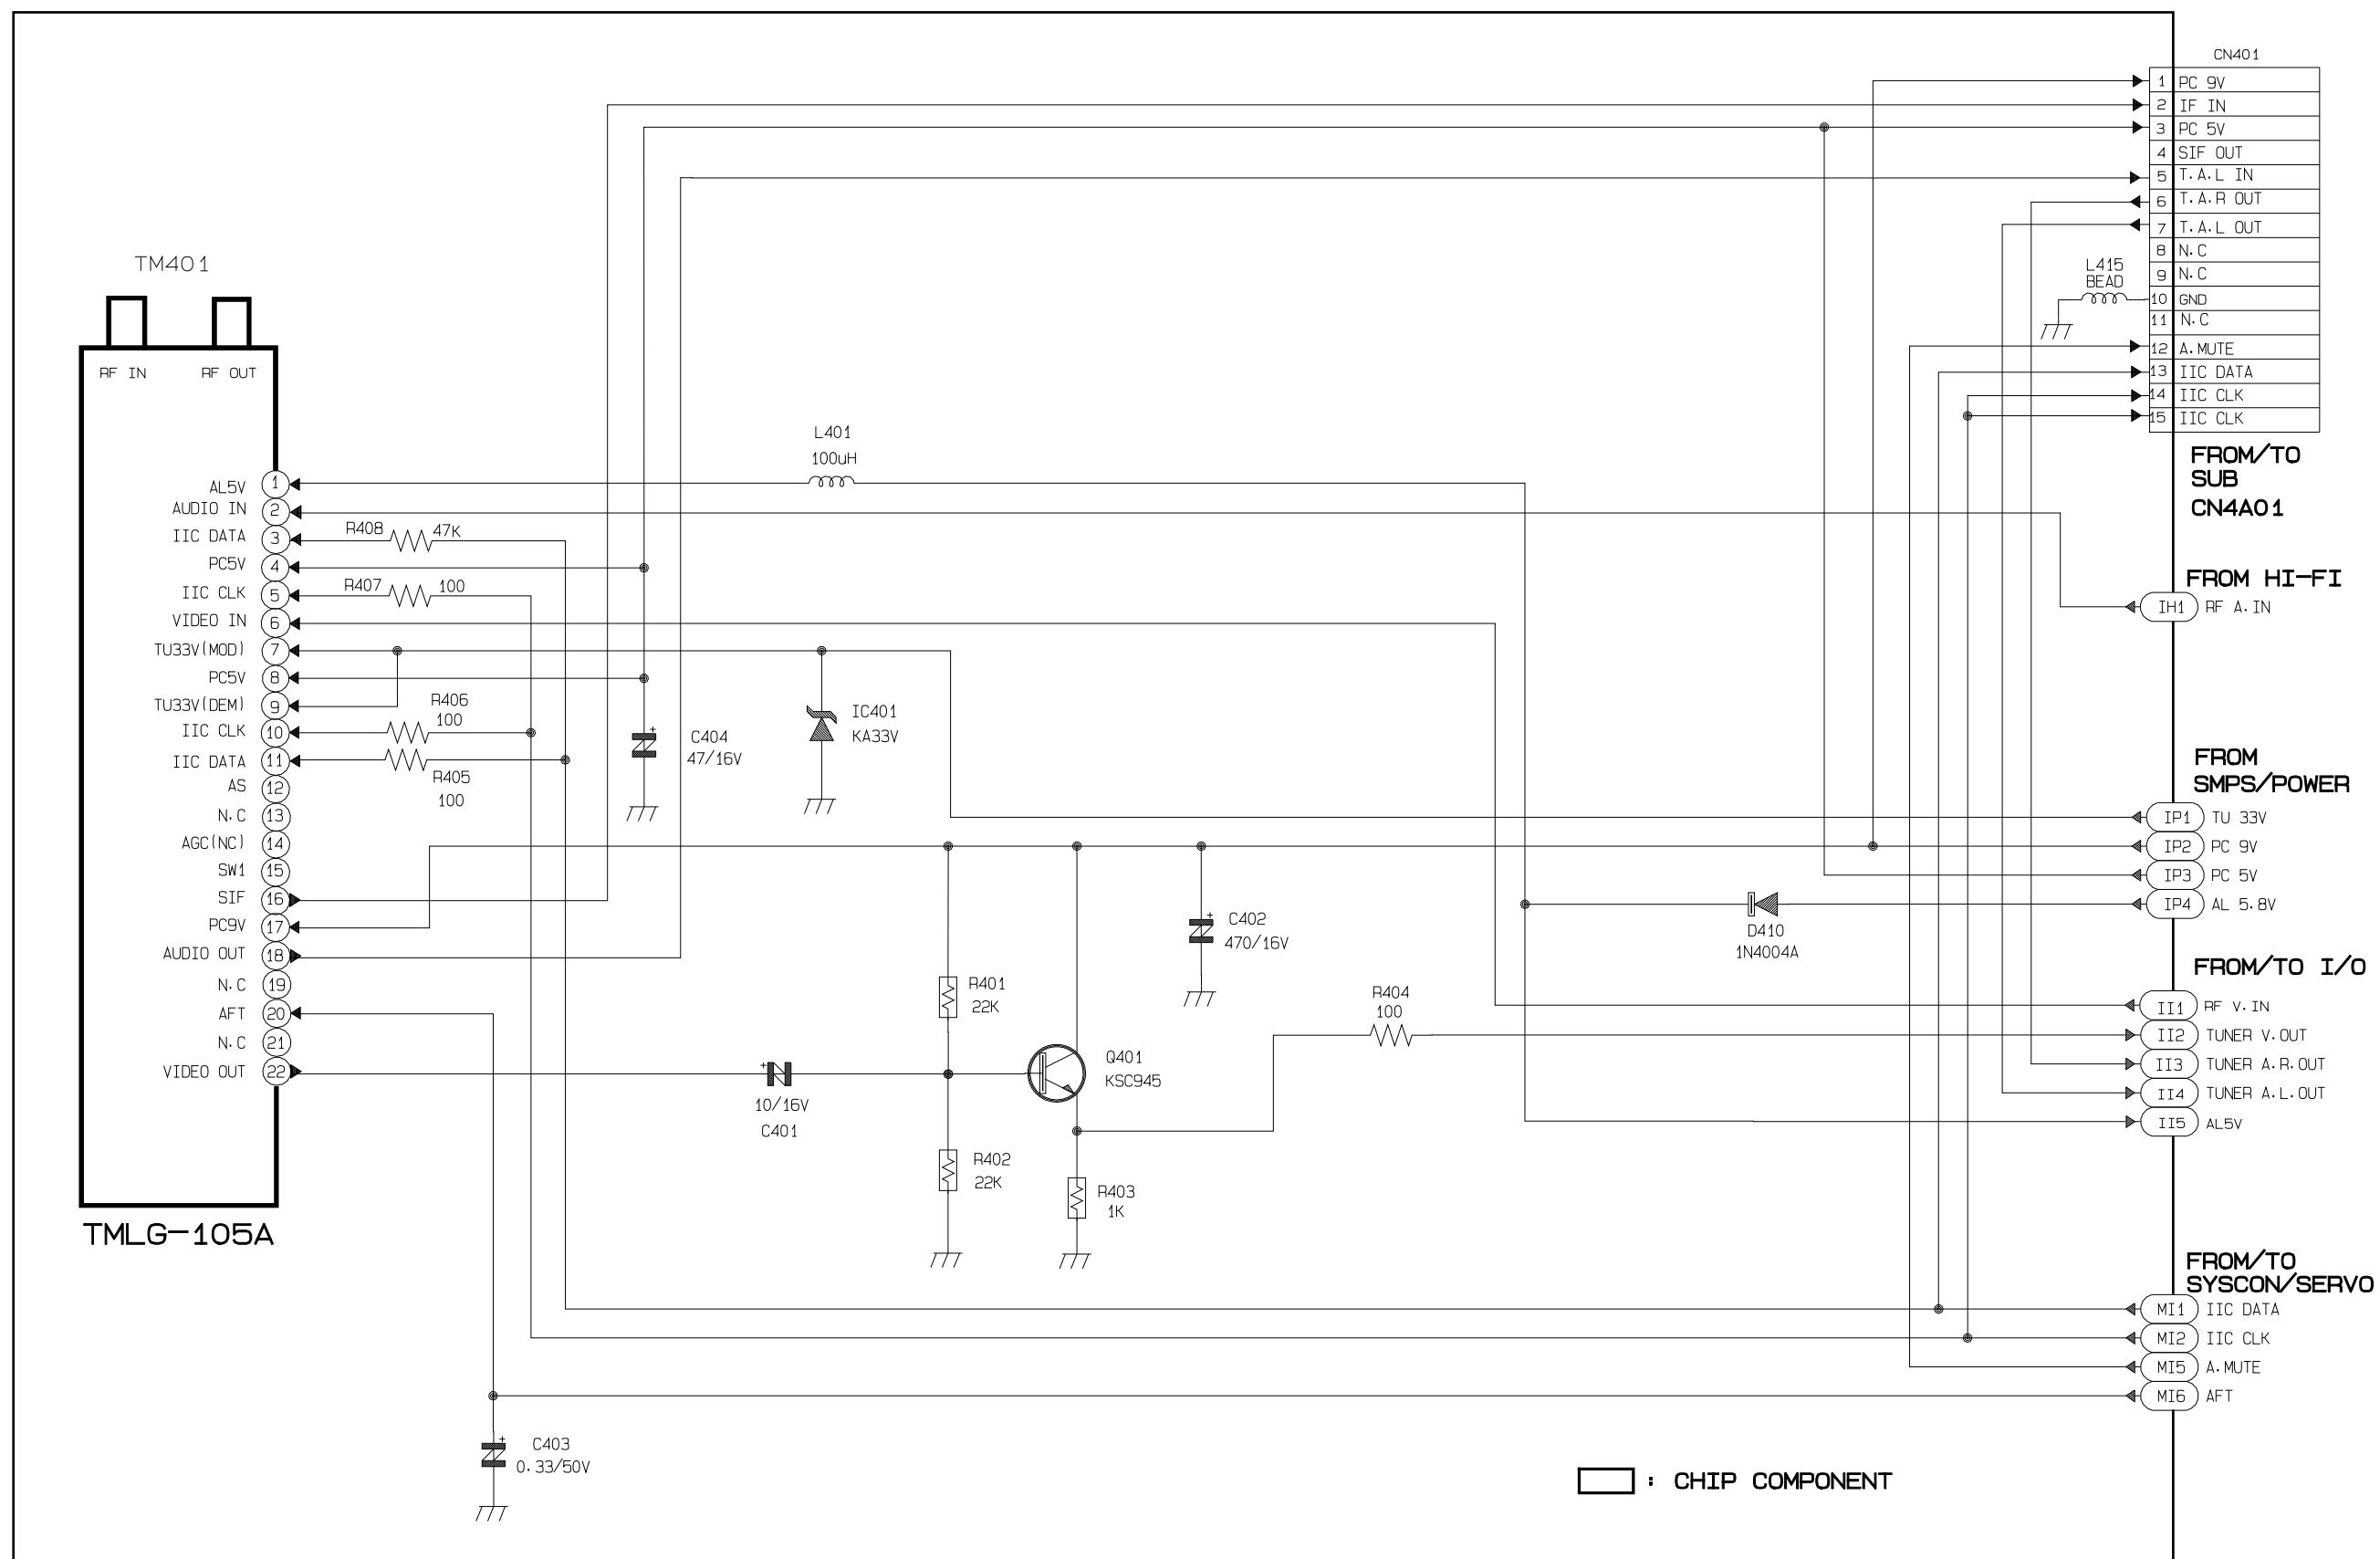 CN401
1 PC 9V
2 IF IN
3 PC 5V
4 SIF OUT
5 T.A.L IN
6 T.A.R OUT
7 T.A.L OUT
8 N.C
9 N.C
10 GND
11 N.C
12 A.MUTE
13 IIC DATA
14 IIC CLK
15 IIC CLK
L415
BEAD
FROM/TO
SUB
CN4A01
TM401
RF IN RF OUT
AL5V 1
AUDIO IN 2
IIC DATA 3
PC5V 4
IIC CLK 5
VIDEO IN 6
TU33V(MOD) 7
PC5V 8
TU33V(DEM) 9
IIC CLK 10
IIC DATA 11
AS 12
N.C 13
AGC(NC) 14
SW1 15
SIF 16
PC9V 17
AUDIO OUT 18
N.C 19
AFT 20
N.C 21
VIDEO OUT 22
TMLG-105A
L401
100uH
R408 47K
R407 100
R406
100
R405
100
C404
47/16V
+
IC401
KA33V
C402
470/16V
+
D410
1N4004A
R401
22K
R404
100
Q401
KSC945
+
10/16V
C401
R402
22K
R403
1K
+
C403
0.33/50V
FROM HI-FI
IH1 RF A.IN
FROM
SMPS/POWER
IP1 TU 33V
IP2 PC 9V
IP3 PC 5V
IP4 AL 5.8V
FROM/TO I/O
II1 RF V.IN
II2 TUNER V.OUT
II3 TUNER A.R.OUT
II4 TUNER A.L.OUT
II5 AL5V
FROM/TO
SYSCON/SERVO
MI1 IIC DATA
MI2 IIC CLK
MI5 A.MUTE
MI6 AFT
: CHIP COMPONENT